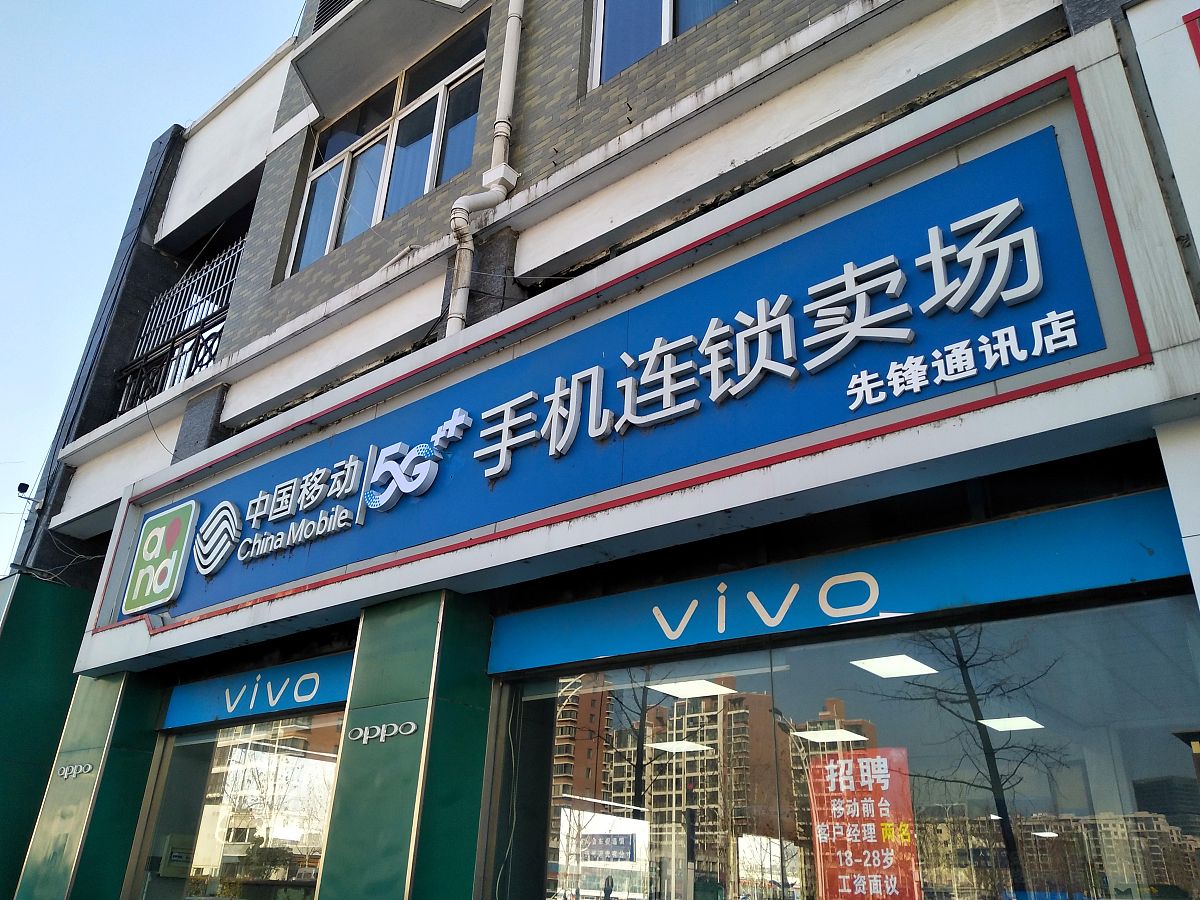 and
中国移动
China Mobile
5G++
手机连锁卖场
先锋通讯店
vivo
vivo
oppo
oppo
招聘
移动前台
客户经理 两名
18-28岁
工资面议